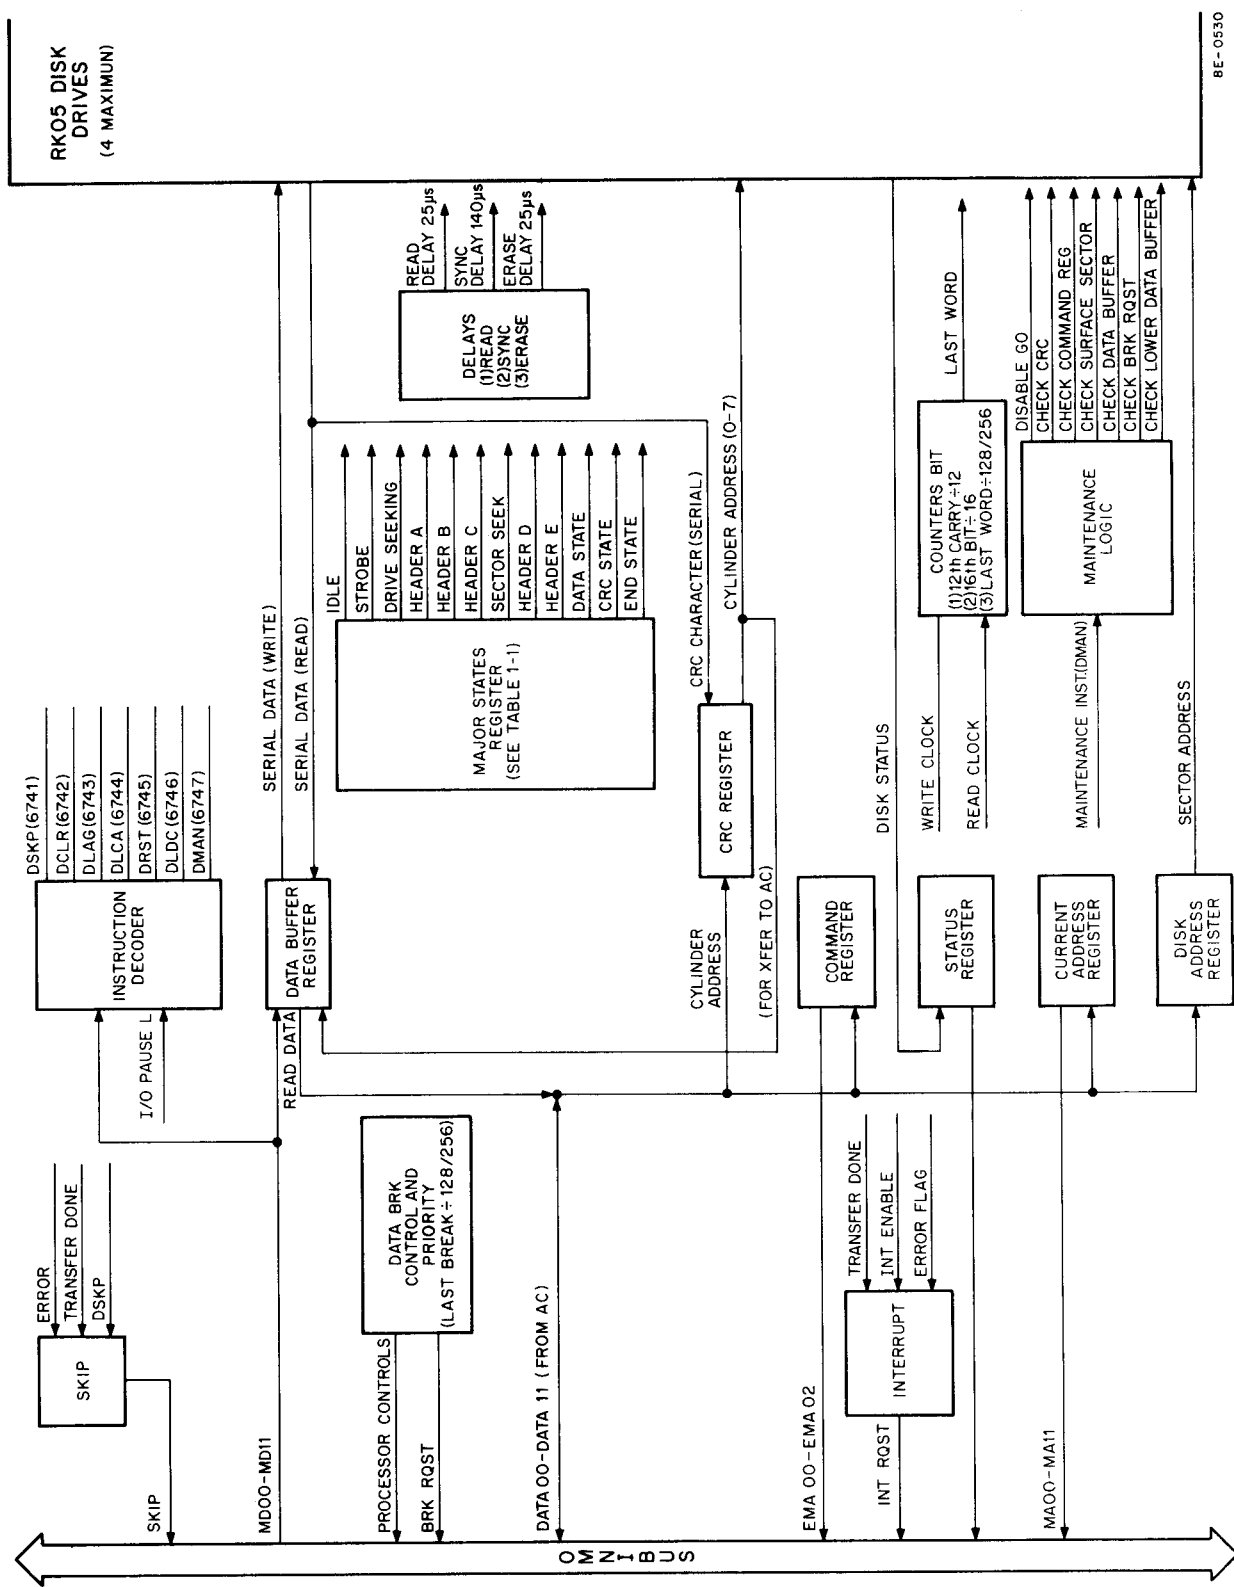 RK05 DISK
DRIVES
(4 MAXIMUN)
ERROR
TRANSFER DONE
DSKP
SKIP
SKIP
INSTRUCTION
DECODER
DSKP(6741)
DCLR(6742)
DLAG(6743)
DLCA(6744)
DRST(6745)
DLDC(6746)
DMAN(6747)
I/O PAUSE L
MD00-MD11
READ DATA
DATA BUFFER
REGISTER
SERIAL DATA (WRITE)
SERIAL DATA (READ)
PROCESSOR CONTROLS
BRK RQST
DATA BRK
CONTROL AND
PRIORITY
(LAST BREAK÷128/256)
MAJOR STATES
REGISTER
(SEE TABLE 1-1)
IDLE
STROBE
DRIVE SEEKING
HEADER A
HEADER B
HEADER C
SECTOR SEEK
HEADER D
HEADER E
DATA STATE
CRC STATE
END STATE
DELAYS
(1)READ
(2)SYNC
(3)ERASE
READ
DELAY 25µs
SYNC
DELAY 140µs
ERASE
DELAY 25µs
DATA 00-DATA 11 (FROM AC)
CYLINDER
ADDRESS
CRC REGISTER
CRC CHARACTER(SERIAL)
CYLINDER ADDRESS(0-7)
(FOR XFER TO AC)
EMA 00-EMA 02
COMMAND
REGISTER
DISK STATUS
TRANSFER DONE
INT ENABLE
ERROR FLAG
INTERRUPT
INT RQST
STATUS
REGISTER
WRITE CLOCK
READ CLOCK
COUNTERS BIT
(1)12th CARRY÷12
(2)16th BIT÷16
(3)LAST WORD÷128/256
LAST WORD
MA00-MA11
CURRENT
ADDRESS
REGISTER
MAINTENANCE INST.(DMAN)
MAINTENANCE
LOGIC
DISABLE GO
CHECK CRC
CHECK COMMAND REG
CHECK SURFACE SECTOR
CHECK DATA BUFFER
CHECK BRK RQST
CHECK LOWER DATA BUFFER
DISK
ADDRESS
REGISTER
SECTOR ADDRESS
OMNIBUS
8E-0530